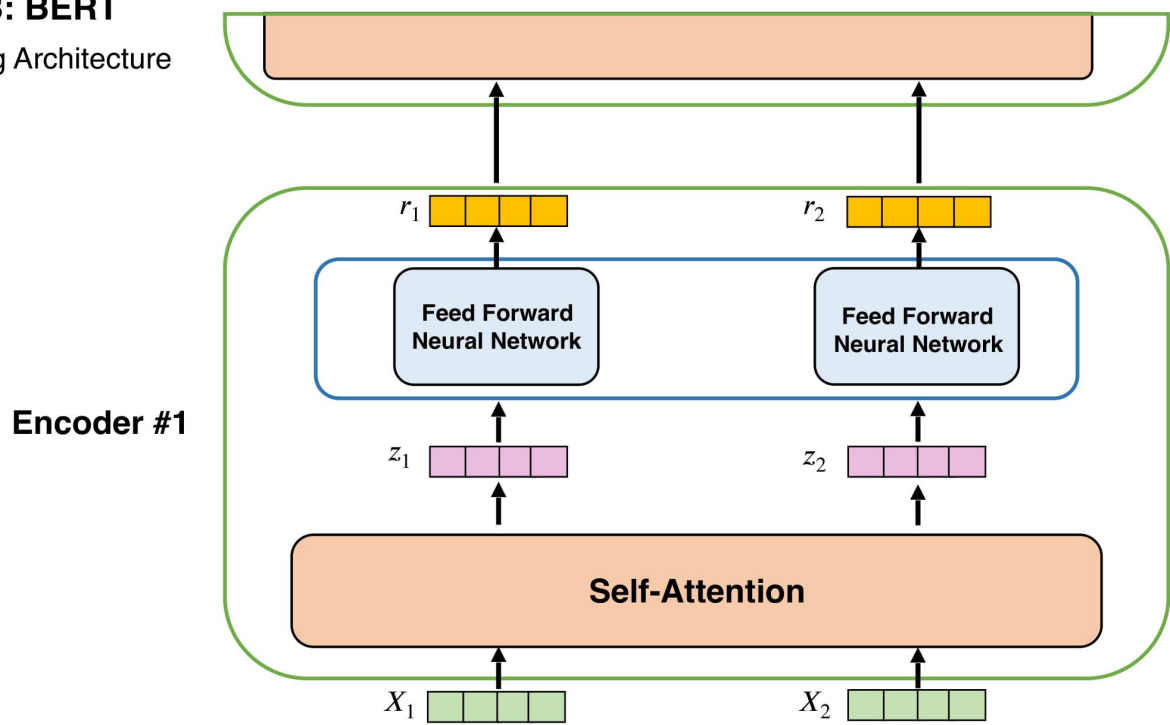 : BERT
g Architecture
r1
r2
Feed Forward
Neural Network
Feed Forward
Neural Network
Encoder #1
z1
z2
Self-Attention
X1
X2